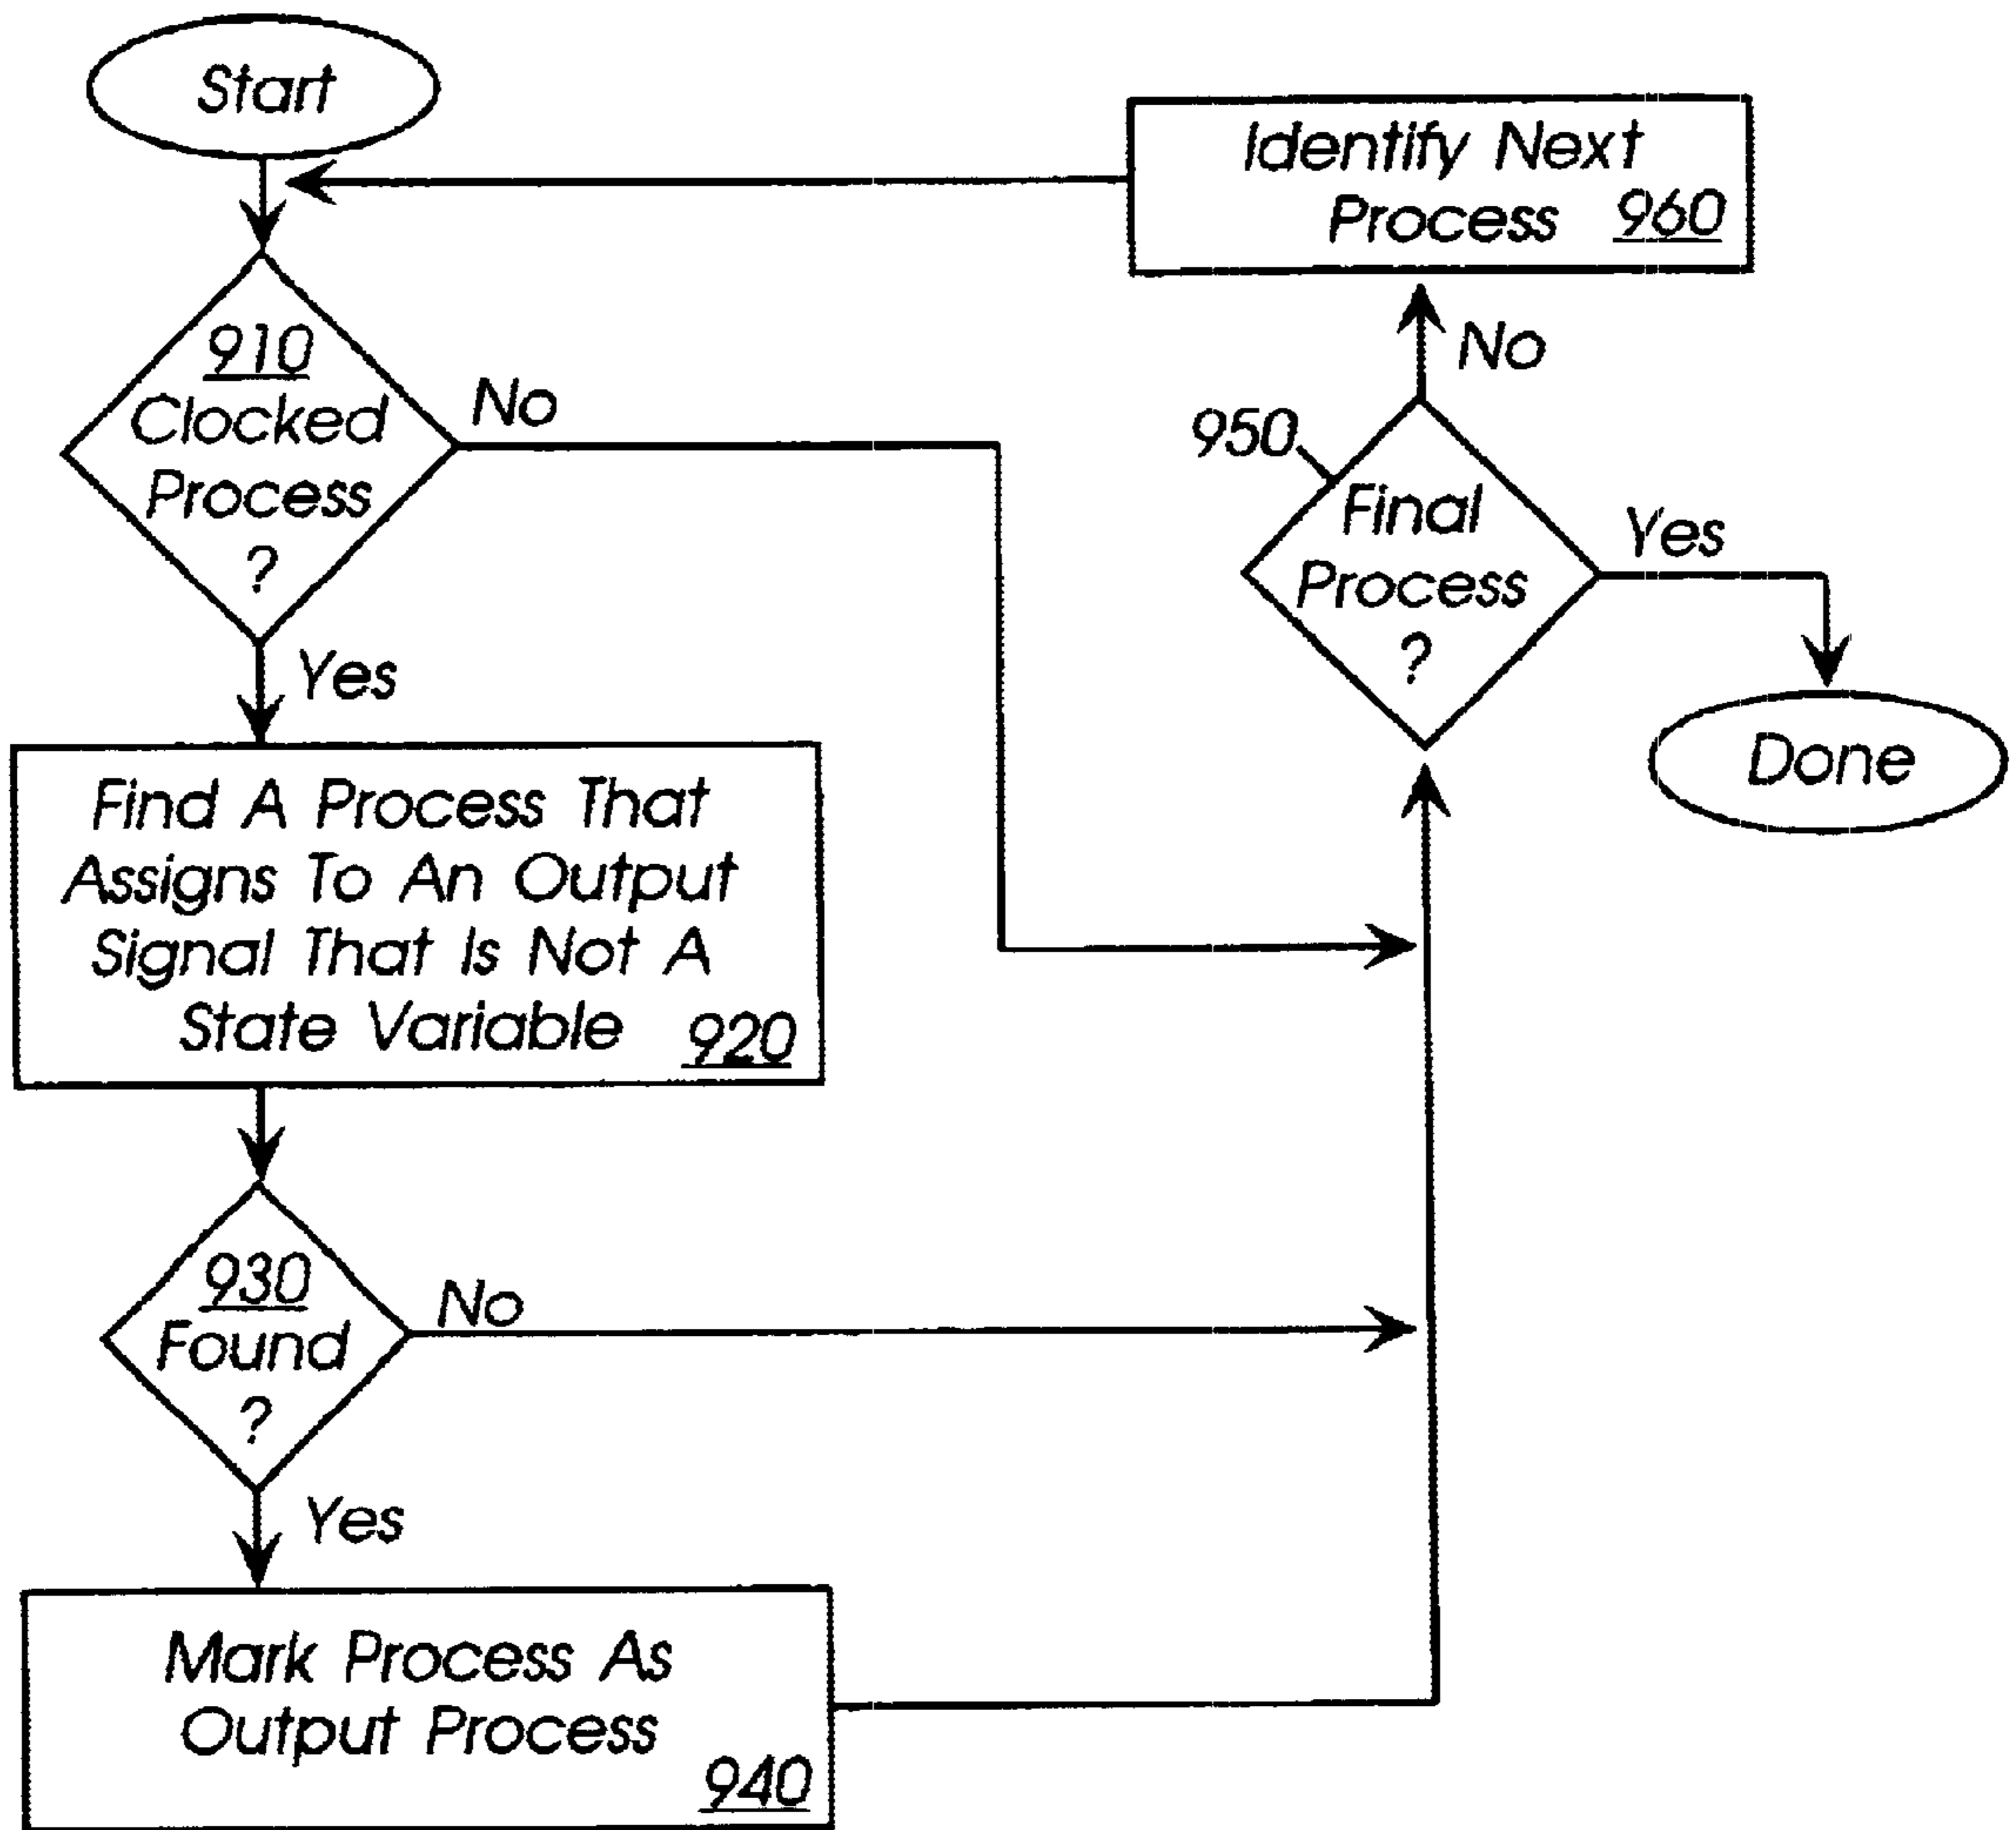 Start
910
Clocked
Process
?
No
Yes
Find A Process That
Assigns To An Output
Signal That Is Not A
State Variable 920
930
Found
?
No
Yes
Mark Process As
Output Process
940
950
Final
Process
?
Yes
Done
No
Identify Next
Process 960